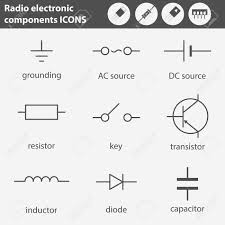 Radio electronic
components ICONS
grounding
AC source
DC source
resistor
key
transistor
inductor
diode
capacitor